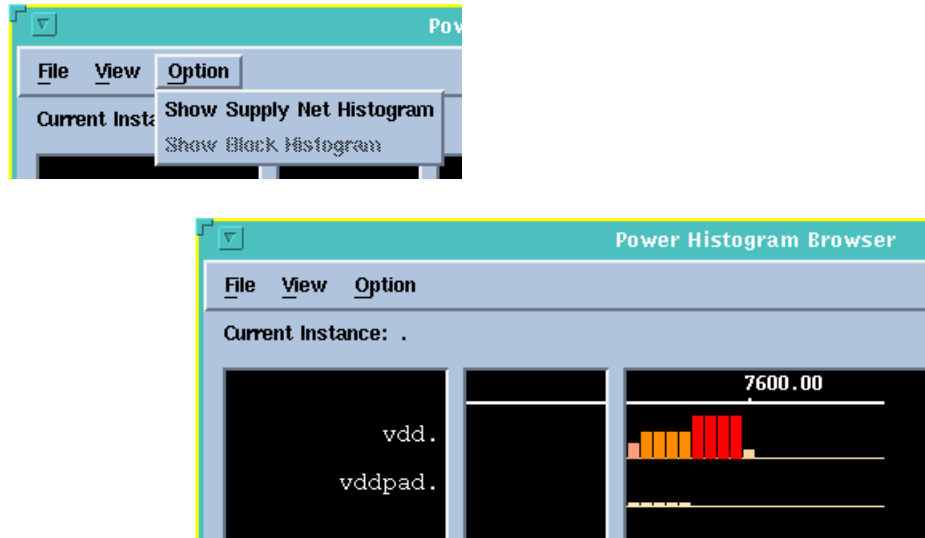 Pow
File View Option
Current Insta
Show Supply Net Histogram
Show Block Histogram
Power Histogram Browser
File View Option
Current Instance: .
7600.00
vdd.
vddpad.